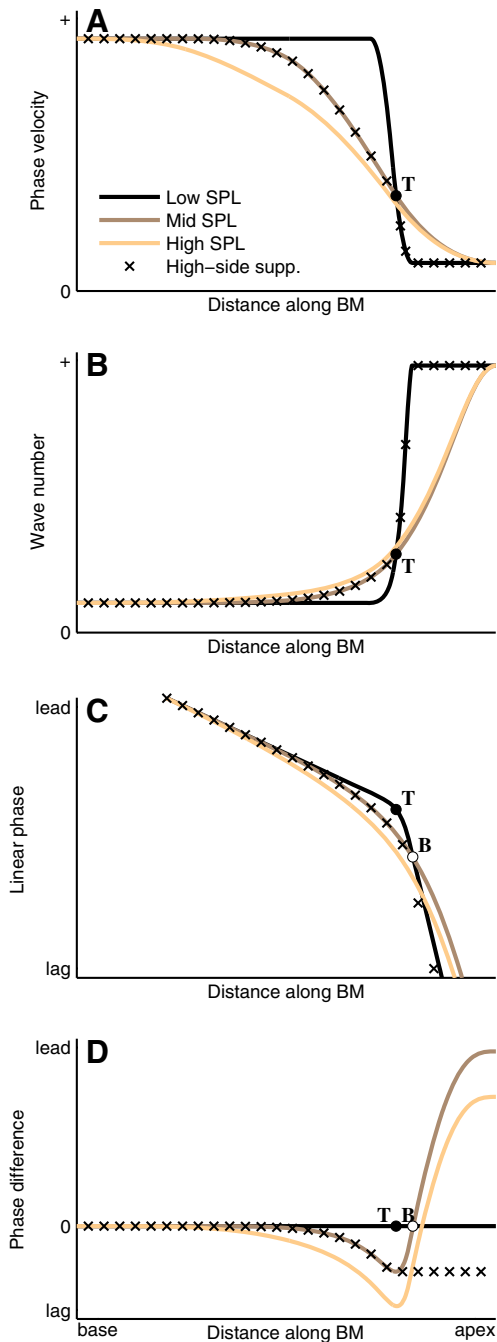 +
A
Phase velocity
T
Low SPL
Mid SPL
High SPL
High-side supp.
0
Distance along BM
+
B
Wave number
T
0
Distance along BM
lead
C
Linear phase
T
B
lag
Distance along BM
lead
D
Phase difference
T B
0
lag
base Distance along BM apex